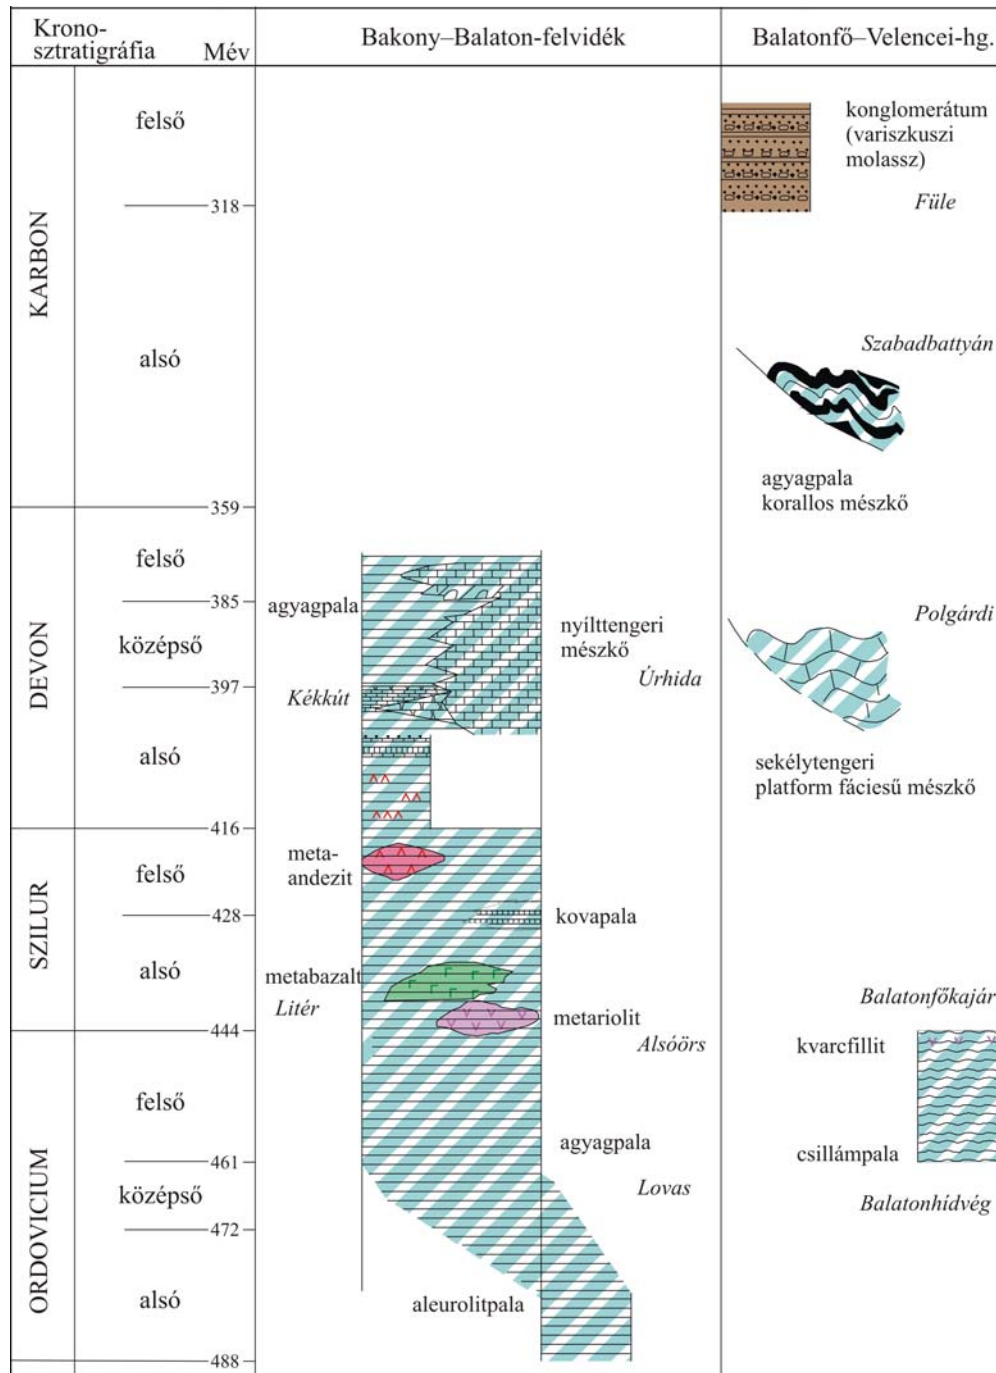 Krono-
sztratigráfia
Mév
Bakony–Balaton-felvidék
Balatonfő–Velencei-hg.
KARBON
felső
318
alsó
359
konglomerátum
(variszkuszi
molassz)
Füle
Szabadbattyán
agyagpala
korallos mészkő
DEVON
felső
385
középső
397
alsó
416
agyagpala
Kékkút
nyílttengeri
mészkő
Úrhida
Polgárdi
sekélytengeri
platform fáciesű mészkő
SZILUR
felső
428
alsó
444
meta-
andezit
kovapala
metabazalt
Litér
metariolit
Alsóörs
Balatonfőkajár
kvarcfillit
ORDOVICIUM
felső
461
középső
472
alsó
488
agyagpala
Lovas
aleurolitpala
csillámpala
Balatonhídvég